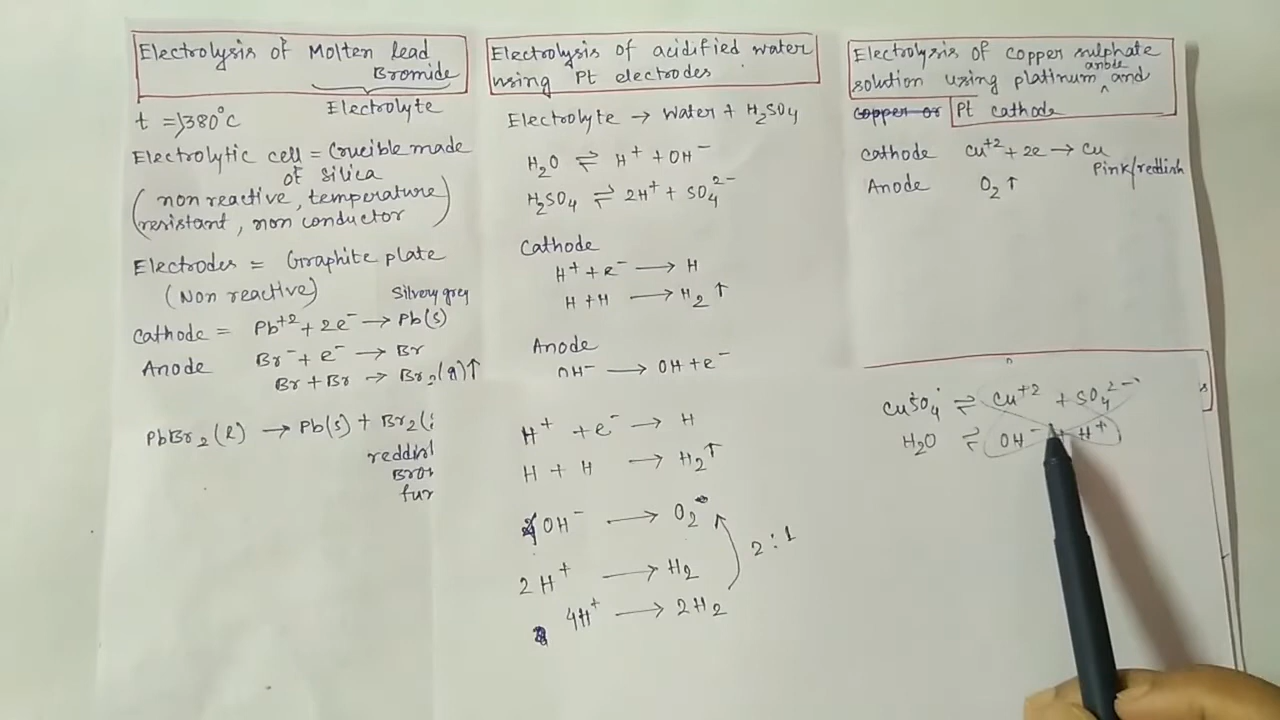 Electrolysis of Molten lead
Bromide
Electrolyte
t = >380°C
Electrolytic cell = Crucible made
of silica
(non reactive, temperature
resistant, non conductor)
Electrodes = Graphite plate
(Non reactive)
Silvery grey
Cathode = Pb+2 + 2e- → Pb(s)
Anode Br- + e- → Br
Br + Br → Br2(g)↑
PbBr2(l) → Pb(s) + Br2(
Electrolysis of acidified water
using Pt electrodes
Electrolyte → Water + H2SO4
H2O ⇌ H+ + OH-
H2SO4 ⇌ 2H+ + SO4 2-
Cathode
H+ + e- → H
H + H → H2↑
Anode
OH- → OH + e-
H+ + e- → H
H + H → H2↑
4OH- → O2
2H+ → H2
2 : 1
4H+ → 2H2
Electrolysis of copper sulphate
solution using platinum anode and
copper or Pt cathode
Cathode Cu+2 + 2e → Cu
Pink/reddish
Anode O2↑
CuSO4 ⇌ Cu+2 + SO4 2-
H2O ⇌ OH- + H+